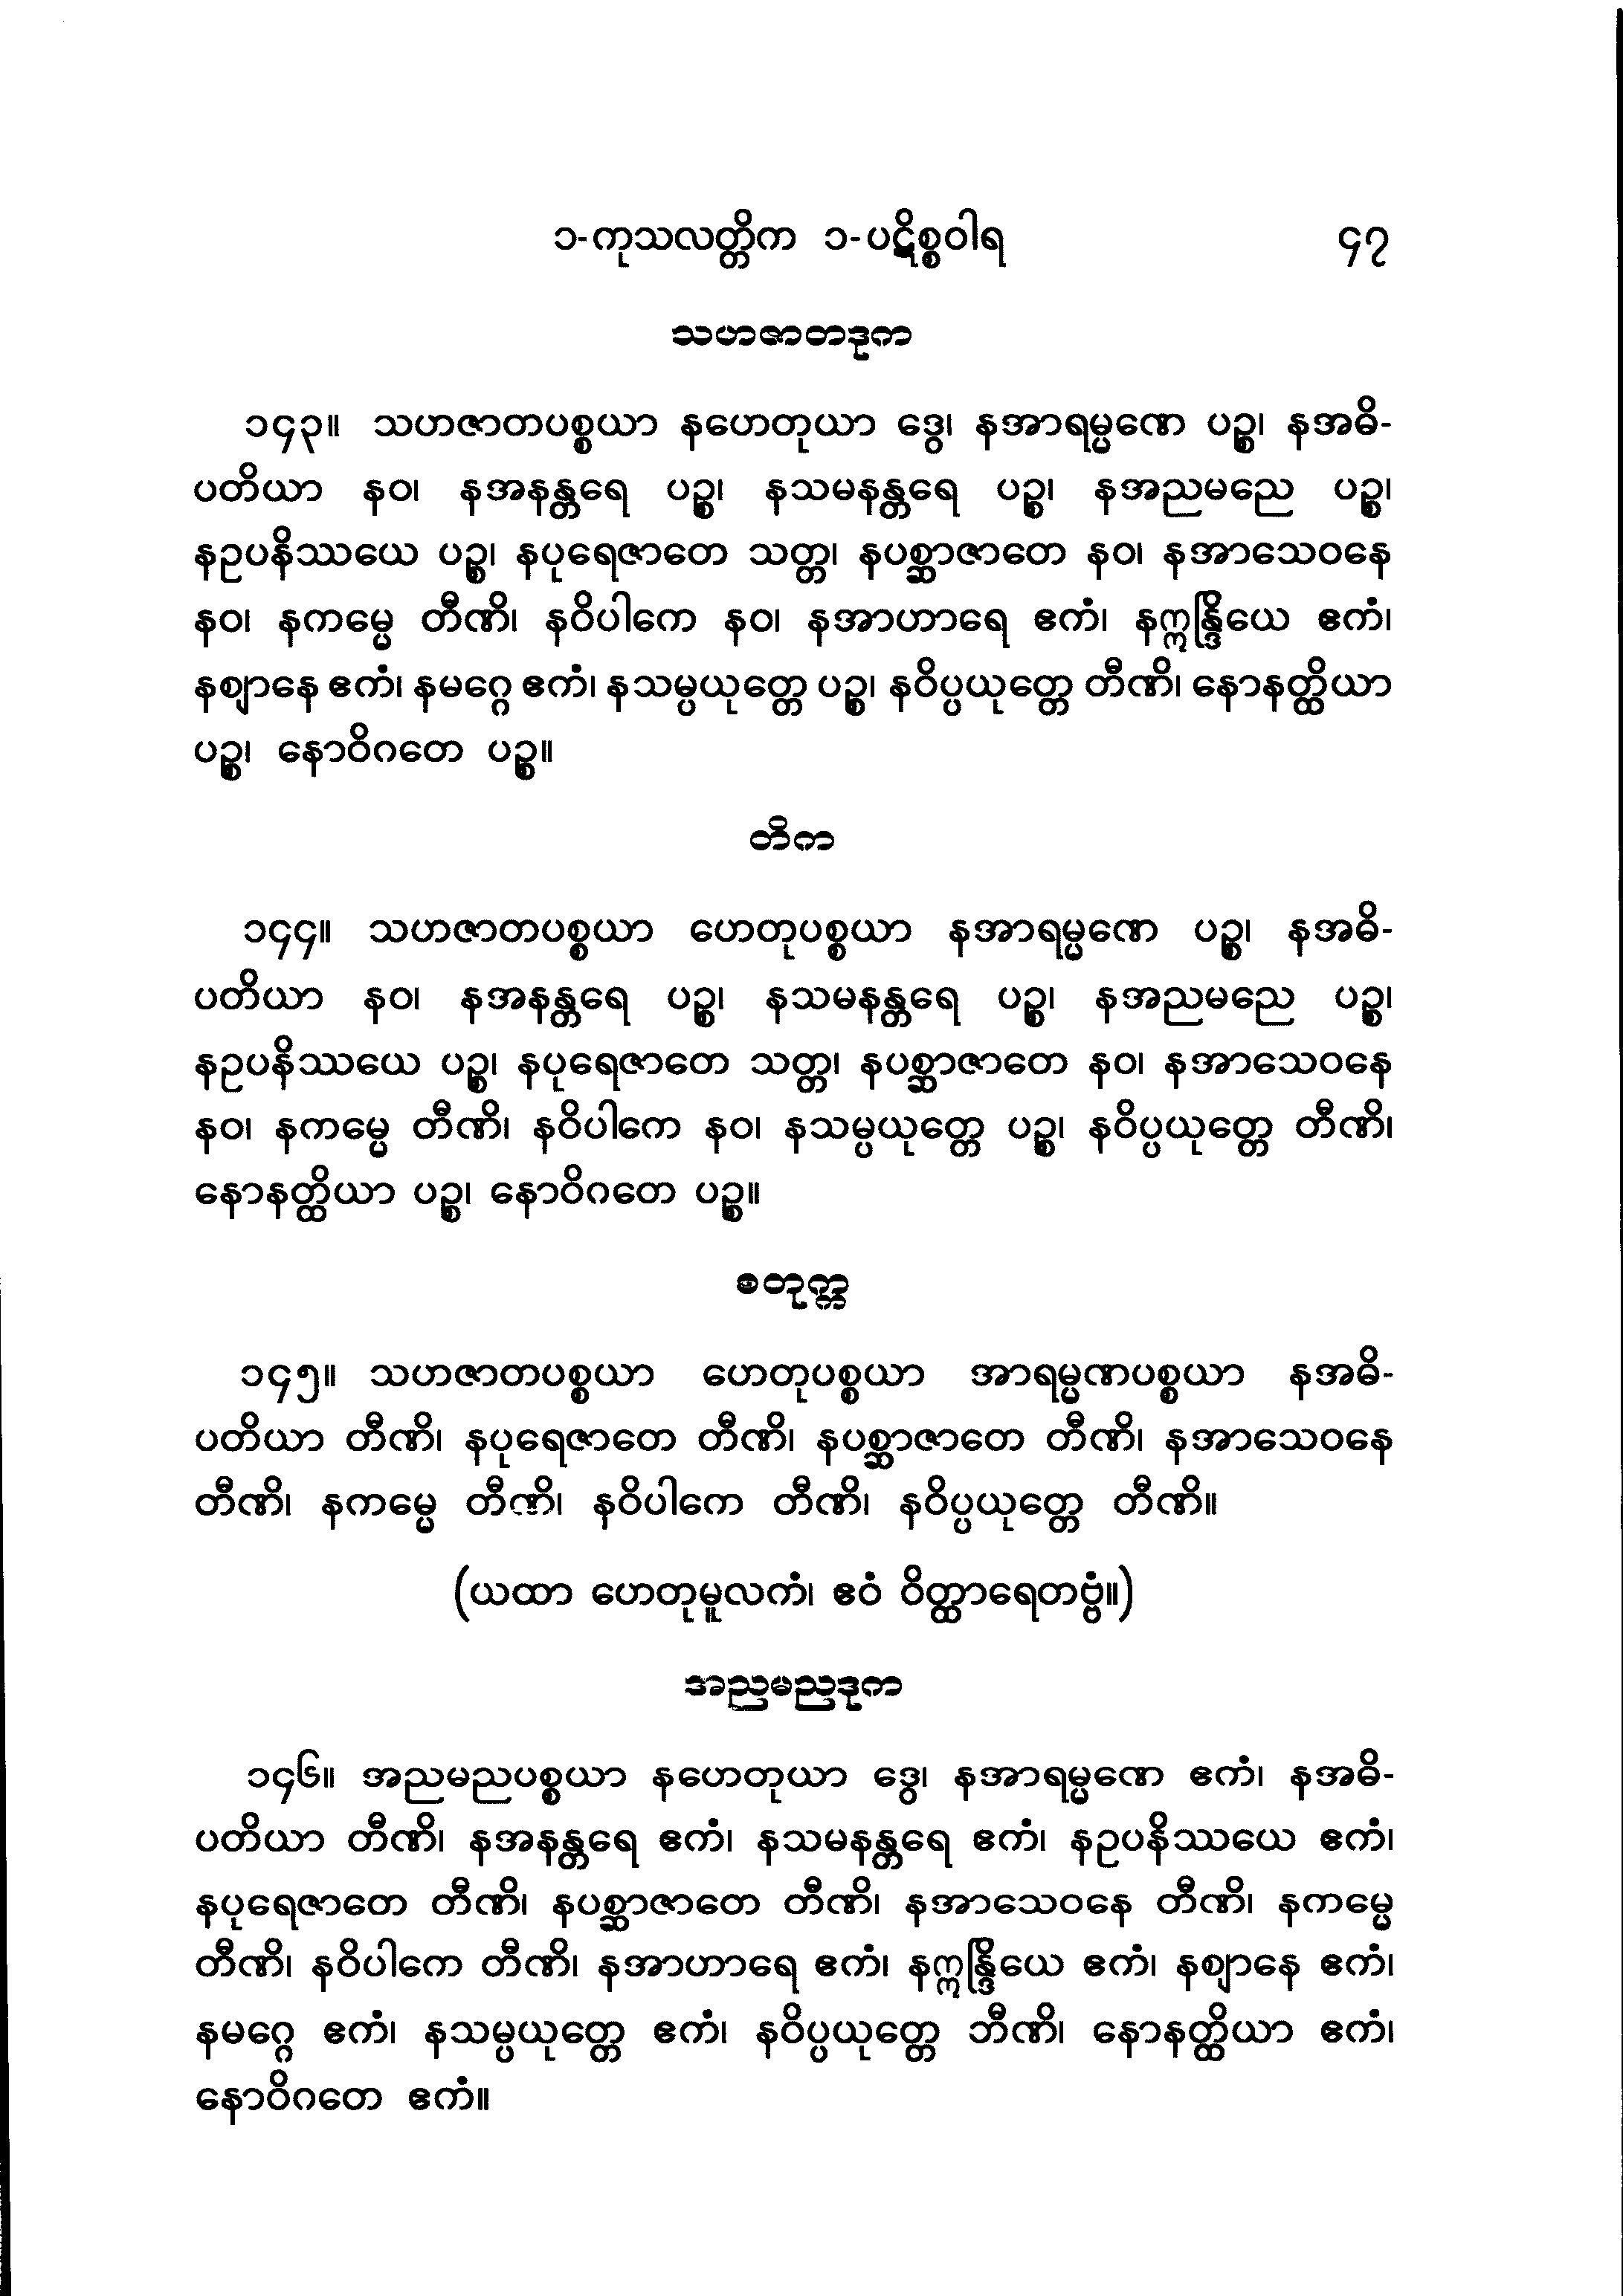 ၁-ကုသလတ္တိက ၁-ပဋိစ္စဝါရ ၄၇
သဟဇာတဒုက
၁၄၃။ သဟဇာတပစ္စယာ နဟေတုယာ ဒွေ၊ နအာရမ္မဏေ ပဉ္စ၊ နအဓိ-
ပတိယာ နဝ၊ နအနန္တရေ ပဉ္စ၊ နသမနန္တရေ ပဉ္စ၊ နအညမညေ ပဉ္စ၊
နဥပနိဿယေ ပဉ္စ၊ နပုရေဇာတေ သတ္တ၊ နပစ္ဆာဇာတေ နဝ၊ နအာသေဝနေ
နဝ၊ နကမ္မေ တီဏိ၊ နဝိပါကေ နဝ၊ နအာဟာရေ ဧကံ၊ နဣန္ဒြိယေ ဧကံ၊
နဈာနေ ဧကံ၊ နမဂ္ဂေ ဧကံ၊ နသမ္ပယုတ္တေ ပဉ္စ၊ နဝိပ္ပယုတ္တေ တီဏိ၊ နောနတ္ထိယာ
ပဉ္စ၊ နောဝိဂတေ ပဉ္စ။
တိက
၁၄၄။ သဟဇာတပစ္စယာ ဟေတုပစ္စယာ နအာရမ္မဏေ ပဉ္စ၊ နအဓိ-
ပတိယာ နဝ၊ နအနန္တရေ ပဉ္စ၊ နသမနန္တရေ ပဉ္စ၊ နအညမညေ ပဉ္စ၊
နဥပနိဿယေ ပဉ္စ၊ နပုရေဇာတေ သတ္တ၊ နပစ္ဆာဇာတေ နဝ၊ နအာသေဝနေ
နဝ၊ နကမ္မေ တီဏိ၊ နဝိပါကေ နဝ၊ နသမ္ပယုတ္တေ ပဉ္စ၊ နဝိပ္ပယုတ္တေ တီဏိ၊
နောနတ္ထိယာ ပဉ္စ၊ နောဝိဂတေ ပဉ္စ။
စတုက္က
၁၄၅။ သဟဇာတပစ္စယာ ဟေတုပစ္စယာ အာရမ္မဏပစ္စယာ နအဓိ-
ပတိယာ တီဏိ၊ နပုရေဇာတေ တီဏိ၊ နပစ္ဆာဇာတေ တီဏိ၊ နအာသေဝနေ
တီဏိ၊ နကမ္မေ တီဏိ၊ နဝိပါကေ တီဏိ၊ နဝိပ္ပယုတ္တေ တီဏိ။
(ယထာ ဟေတုမူလကံ၊ ဧဝံ ဝိတ္ထာရေတဗ္ဗံ။)
အညမညဒုက
၁၄၆။ အညမညပစ္စယာ နဟေတုယာ ဒွေ၊ နအာရမ္မဏေ ဧကံ၊ နအဓိ-
ပတိယာ တီဏိ၊ နအနန္တရေ ဧကံ၊ နသမနန္တရေ ဧကံ၊ နဥပနိဿယေ ဧကံ၊
နပုရေဇာတေ တီဏိ၊ နပစ္ဆာဇာတေ တီဏိ၊ နအာသေဝနေ တီဏိ၊ နကမ္မေ
တီဏိ၊ နဝိပါကေ တီဏိ၊ နအာဟာရေ ဧကံ၊ နဣန္ဒြိယေ ဧကံ၊ နဈာနေ ဧကံ၊
နမဂ္ဂေ ဧကံ၊ နသမ္ပယုတ္တေ ဧကံ၊ နဝိပ္ပယုတ္တေ ဘီဏိ၊ နောနတ္ထိယာ ဧကံ၊
နောဝိဂတေ ဧကံ။